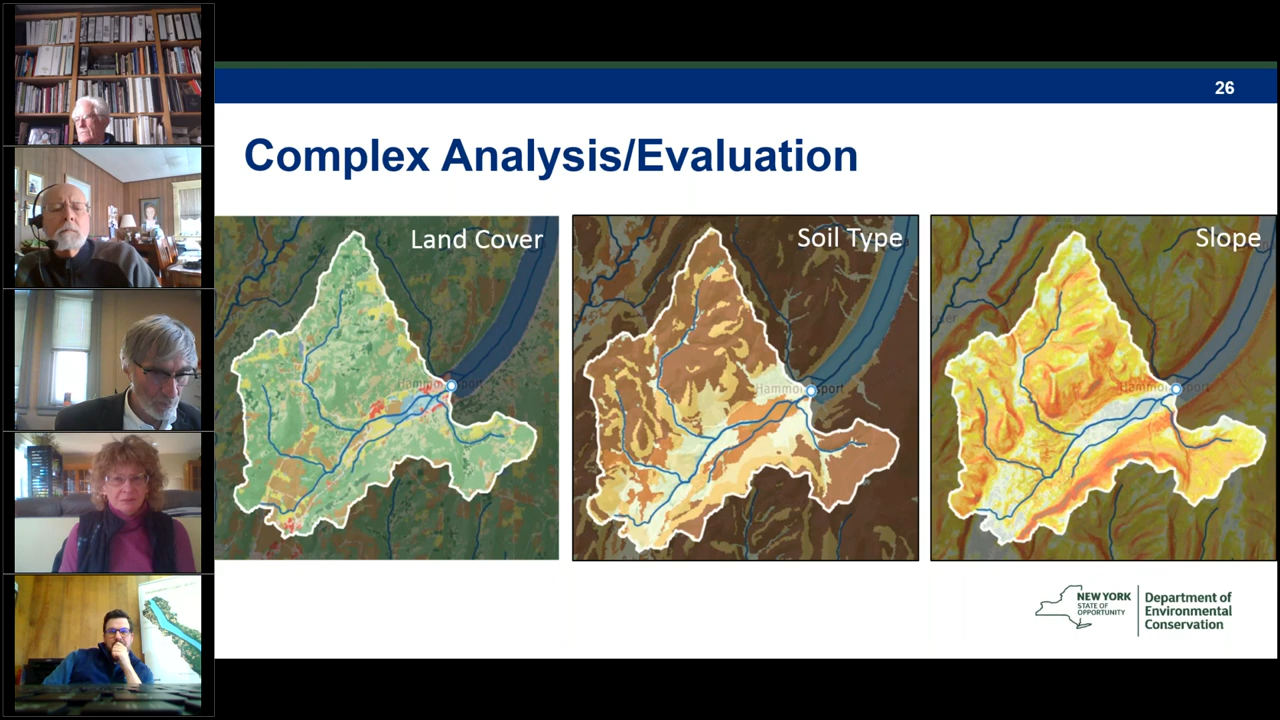 26
Complex Analysis/Evaluation
Land Cover
Soil Type
Slope
Hammondsport
Hammondsport
Hammondsport
NEW YORK
STATE OF
OPPORTUNITY
Department of
Environmental
Conservation